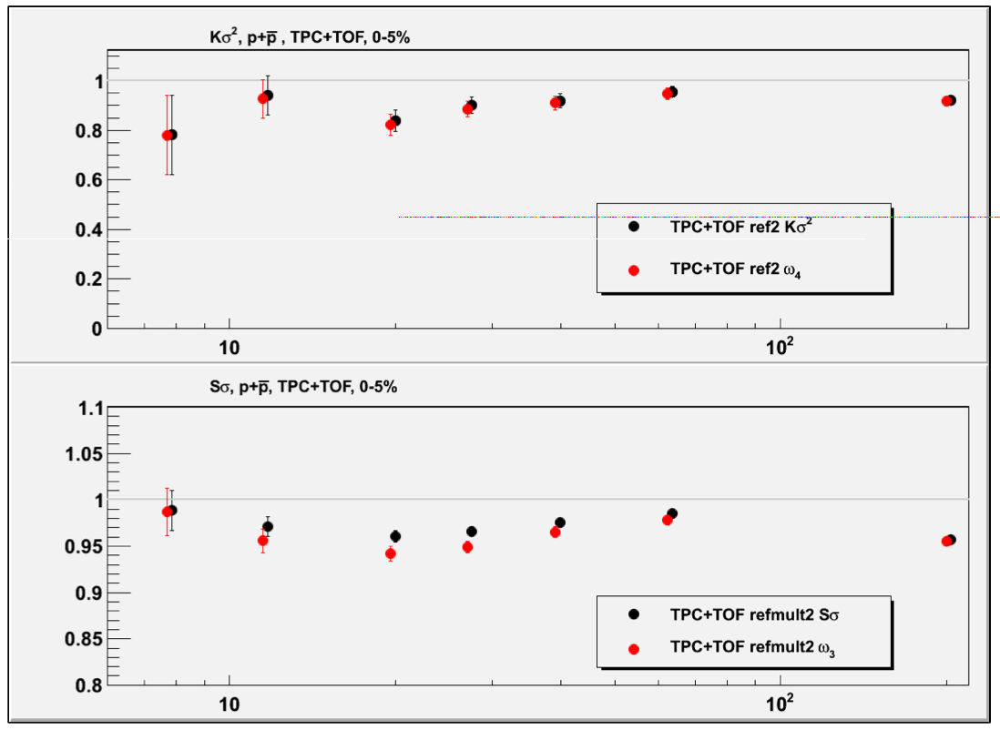 Kσ², p+p̅ , TPC+TOF, 0-5%
1
0.8
0.6
0.4
0.2
0
TPC+TOF ref2 Kσ²
TPC+TOF ref2 ω₄
10
10²
Sσ, p+p̅, TPC+TOF, 0-5%
1.1
1.05
1
0.95
0.9
0.85
0.8
TPC+TOF refmult2 Sσ
TPC+TOF refmult2 ω₃
10
10²